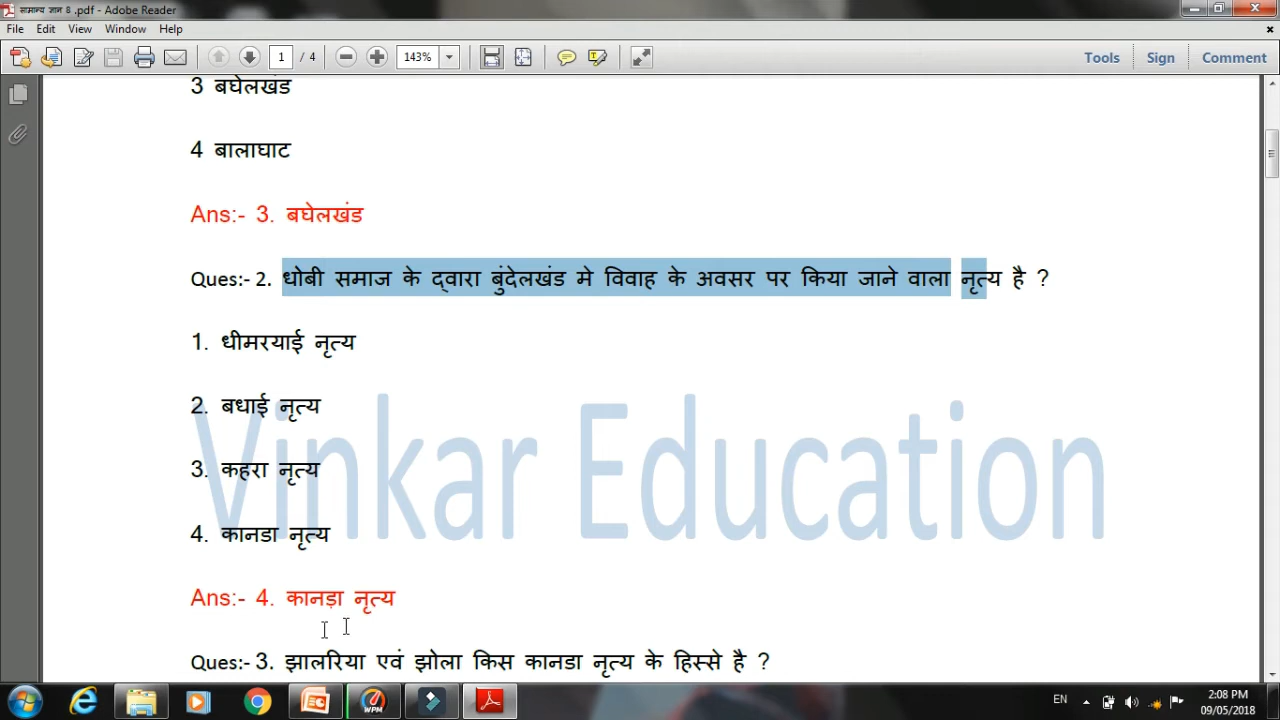 सामान्य ज्ञान 8 .pdf - Adobe Reader
File Edit View Window Help
1 / 4 143% Tools Sign Comment
3 बघेलखंड
4 बालाघाट
Ans:- 3. बघेलखंड
Ques:- 2. धोबी समाज के द्वारा बुंदेलखंड मे विवाह के अवसर पर किया जाने वाला नृत्य है ?
1. धीमरयाई नृत्य
2. बधाई नृत्य
3. कहरा नृत्य
4. कानडा नृत्य
Vinkar Education
Ans:- 4. कानड़ा नृत्य
Ques:- 3. झालरिया एवं झोला किस कानडा नृत्य के हिस्से है ?
WPM
EN 2:08 PM
09/05/2018